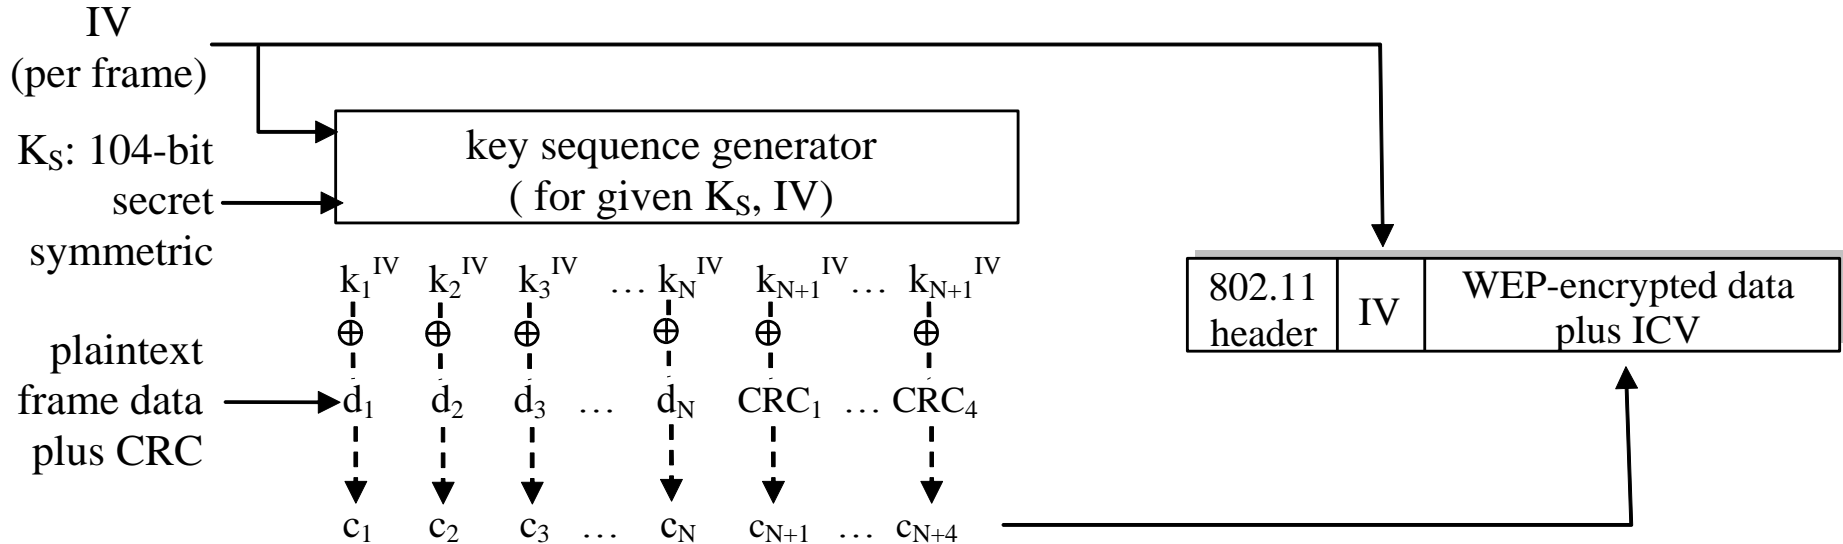 IV
(per frame)
K_S: 104-bit
secret
symmetric
key sequence generator
( for given K_S, IV)
k_1^IV k_2^IV k_3^IV … k_N^IV k_N+1^IV … k_N+1^IV
plaintext
frame data
plus CRC
d_1 d_2 d_3 … d_N CRC_1 … CRC_4
c_1 c_2 c_3 … c_N c_N+1 … c_N+4
802.11
header
IV
WEP-encrypted data
plus ICV